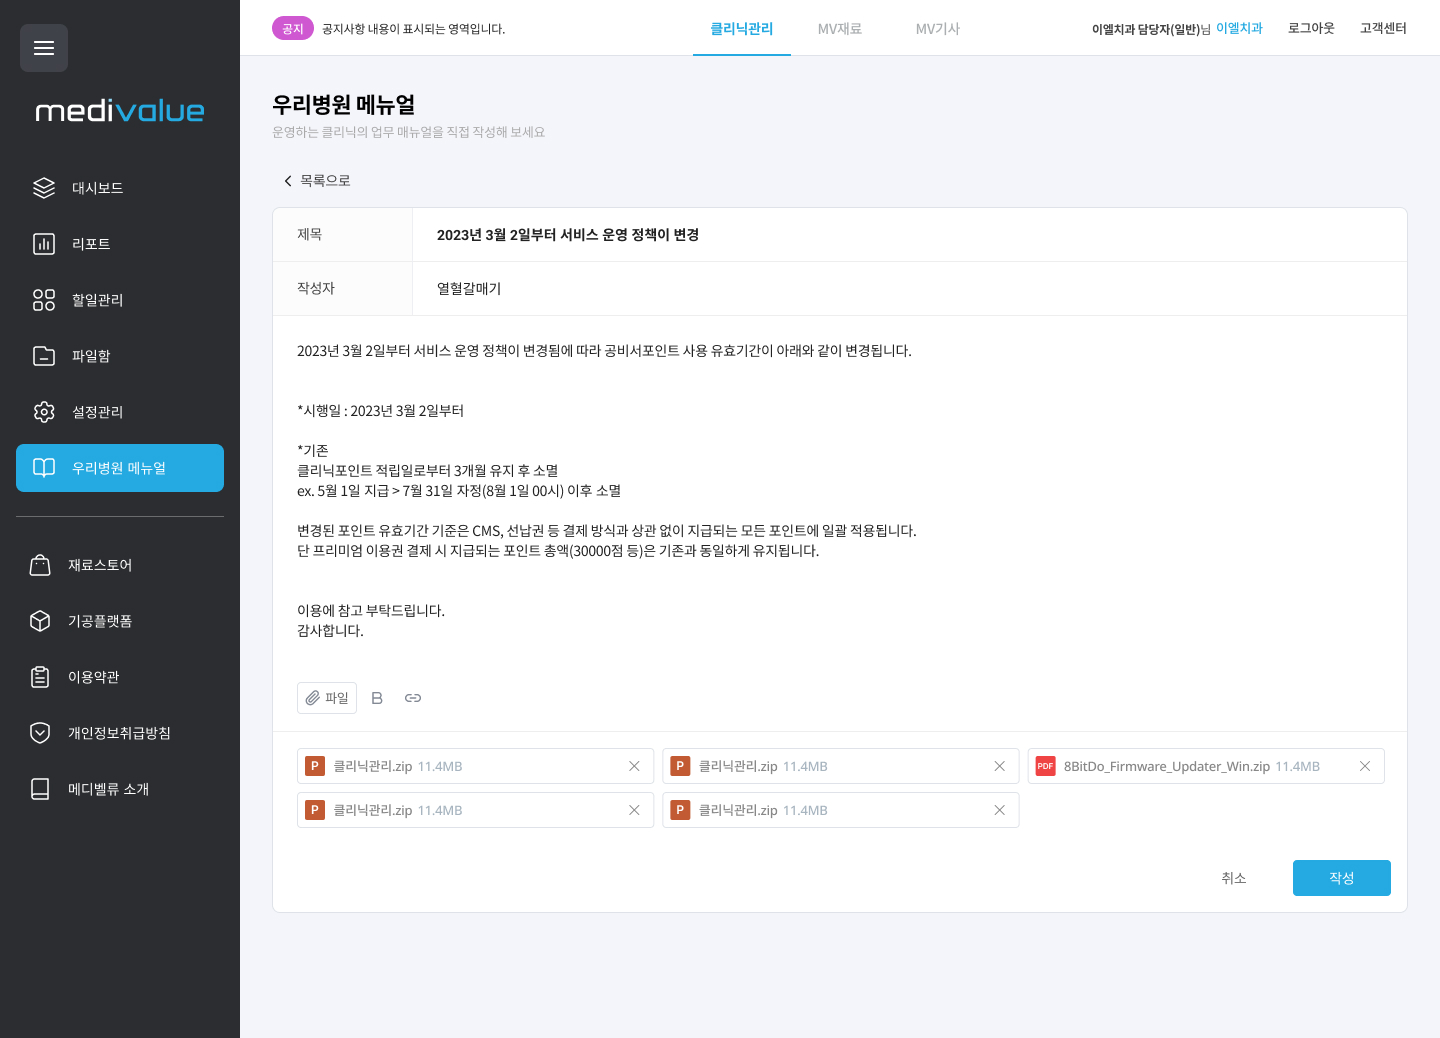 공지 공지사항 내용이 표시되는 영역입니다. 클리닉관리 MV재료 MV기사 이엘치과 담당자(일반)님 이엘치과 로그아웃 고객센터
medivalue
대시보드
리포트
할일관리
파일함
설정관리
우리병원 메뉴얼
재료스토어
기공플랫폼
이용약관
개인정보취급방침
메디벨류 소개
우리병원 메뉴얼
운영하는 클리닉의 업무 매뉴얼을 직접 작성해 보세요
목록으로
제목 2023년 3월 2일부터 서비스 운영 정책이 변경
작성자 열혈갈매기
2023년 3월 2일부터 서비스 운영 정책이 변경됨에 따라 공비서포인트 사용 유효기간이 아래와 같이 변경됩니다.
*시행일 : 2023년 3월 2일부터
*기존
클리닉포인트 적립일로부터 3개월 유지 후 소멸
ex. 5월 1일 지급 > 7월 31일 자정(8월 1일 00시) 이후 소멸
변경된 포인트 유효기간 기준은 CMS, 선납권 등 결제 방식과 상관 없이 지급되는 모든 포인트에 일괄 적용됩니다.
단 프리미엄 이용권 결제 시 지급되는 포인트 총액(30000점 등)은 기존과 동일하게 유지됩니다.
이용에 참고 부탁드립니다.
감사합니다.
파일 B
P 클리닉관리.zip 11.4MB P 클리닉관리.zip 11.4MB PDF 8BitDo_Firmware_Updater_Win.zip 11.4MB
P 클리닉관리.zip 11.4MB P 클리닉관리.zip 11.4MB
취소 작성